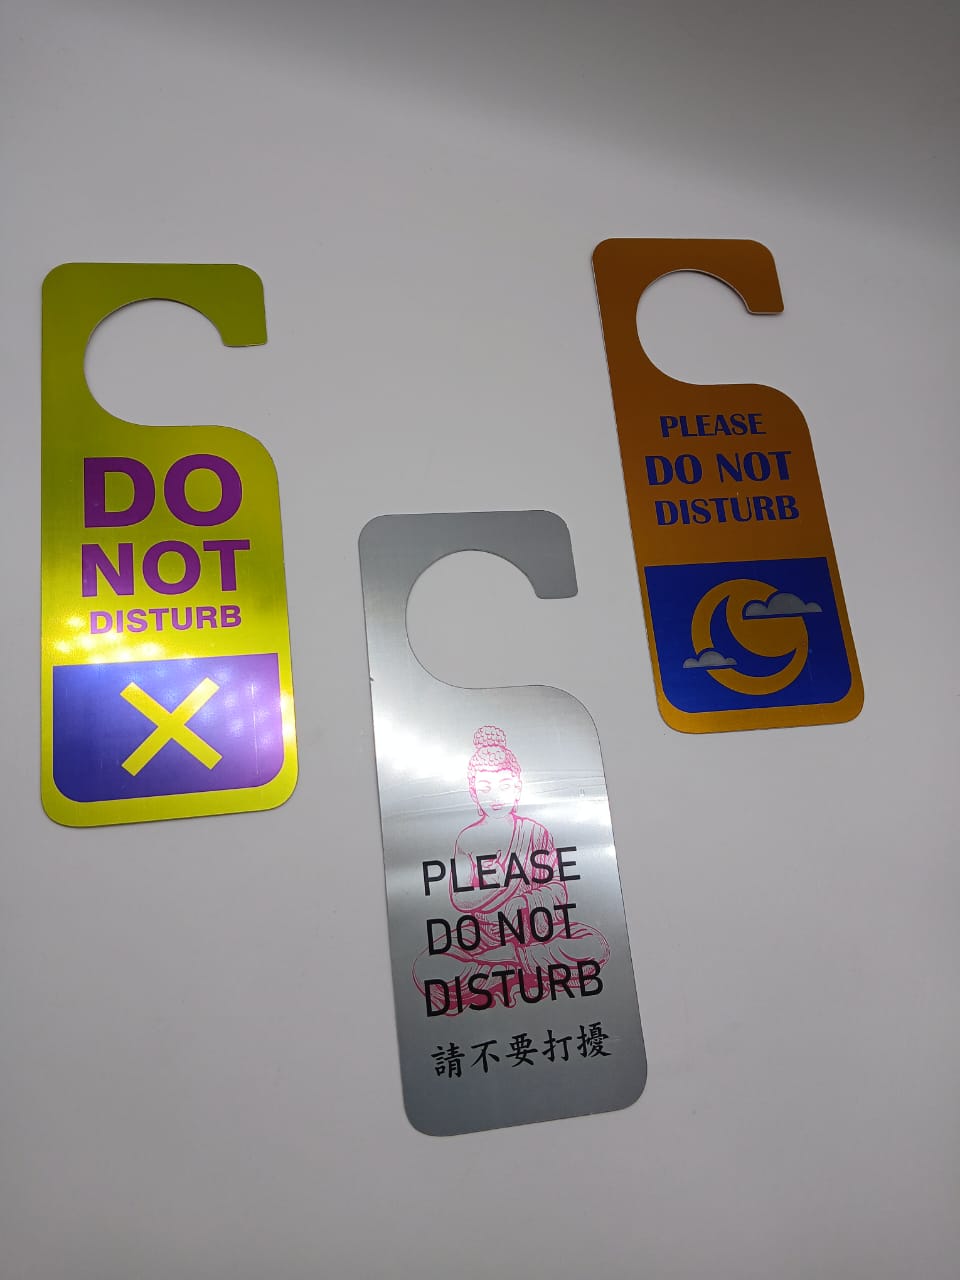 DO
NOT
DISTURB
PLEASE
DO NOT
DISTURB
請不要打擾
PLEASE
DO NOT
DISTURB